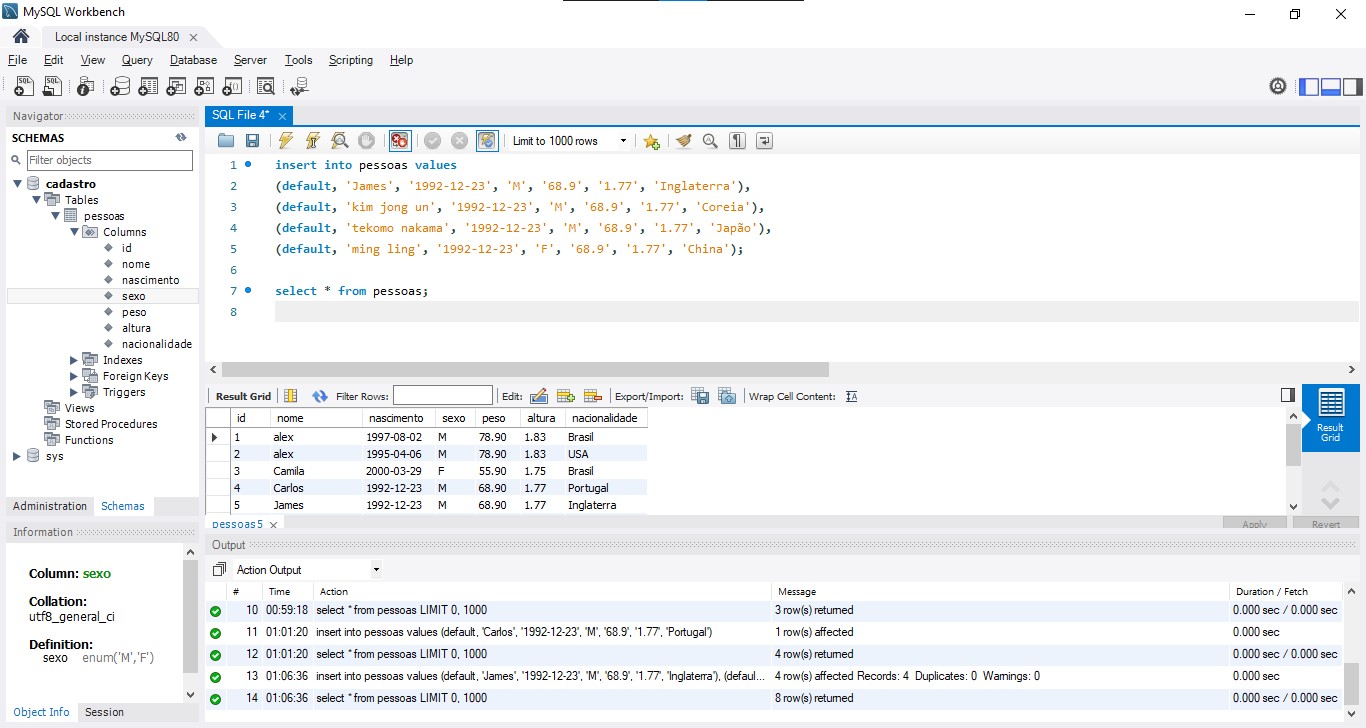 MySQL Workbench
Local instance MySQL80
File Edit View Query Database Server Tools Scripting Help
Navigator
SCHEMAS
Filter objects
cadastro
Tables
pessoas
Columns
id
nome
nascimento
sexo
peso
altura
nacionalidade
Indexes
Foreign Keys
Triggers
Views
Stored Procedures
Functions
sys
Administration Schemas
Information
Column: sexo
Collation:
utf8_general_ci
Definition:
sexo enum('M','F')
Object Info Session
SQL File 4*
Limit to 1000 rows
1 insert into pessoas values
2 (default, 'James', '1992-12-23', 'M', '68.9', '1.77', 'Inglaterra'),
3 (default, 'kim jong un', '1992-12-23', 'M', '68.9', '1.77', 'Coreia'),
4 (default, 'tekomo nakama', '1992-12-23', 'M', '68.9', '1.77', 'Japão'),
5 (default, 'ming ling', '1992-12-23', 'F', '68.9', '1.77', 'China');
6
7 select * from pessoas;
8
Result Grid Filter Rows: Edit: Export/Import: Wrap Cell Content:
id nome nascimento sexo peso altura nacionalidade
1 alex 1997-08-02 M 78.90 1.83 Brasil
2 alex 1995-04-06 M 78.90 1.83 USA
3 Camila 2000-03-29 F 55.90 1.75 Brasil
4 Carlos 1992-12-23 M 68.90 1.77 Portugal
5 James 1992-12-23 M 68.90 1.77 Inglaterra
Result
Grid
pessoas5
Apply Revert
Output
Action Output
# Time Action Message Duration / Fetch
10 00:59:18 select * from pessoas LIMIT 0, 1000 3 row(s) returned 0.000 sec / 0.000 sec
11 01:01:20 insert into pessoas values (default, 'Carlos', '1992-12-23', 'M', '68.9', '1.77', 'Portugal') 1 row(s) affected 0.000 sec
12 01:01:20 select * from pessoas LIMIT 0, 1000 4 row(s) returned 0.000 sec / 0.000 sec
13 01:06:36 insert into pessoas values (default, 'James', '1992-12-23', 'M', '68.9', '1.77', 'Inglaterra'), (defaul... 4 row(s) affected Records: 4 Duplicates: 0 Warnings: 0 0.000 sec
14 01:06:36 select * from pessoas LIMIT 0, 1000 8 row(s) returned 0.000 sec / 0.000 sec